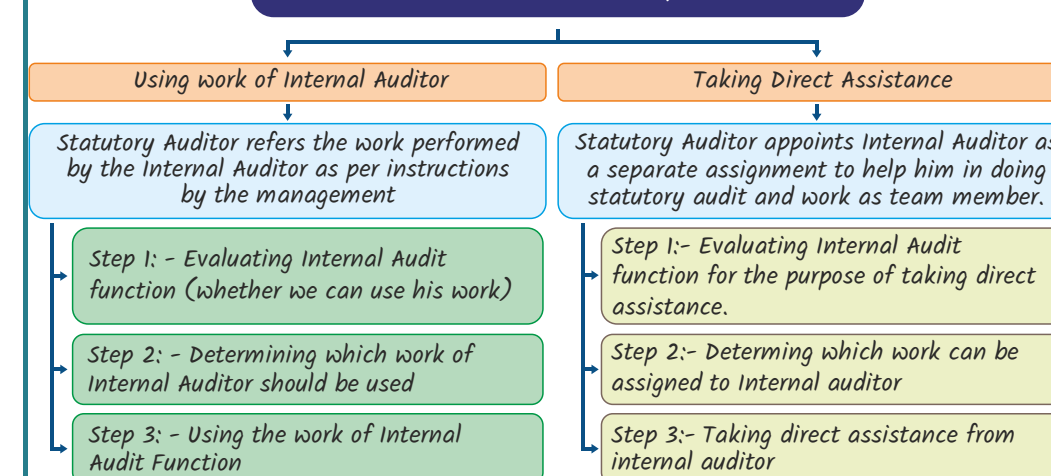 Using work of Internal Auditor
Statutory Auditor refers the work performed
by the Internal Auditor as per instructions
by the management
Step 1: - Evaluating Internal Audit
function (whether we can use his work)
Step 2: - Determining which work of
Internal Auditor should be used
Step 3: - Using the work of Internal
Audit Function
Taking Direct Assistance
Statutory Auditor appoints Internal Auditor as
a separate assignment to help him in doing
statutory audit and work as team member.
Step 1:- Evaluating Internal Audit
function for the purpose of taking direct
assistance.
Step 2:- Determing which work can be
assigned to Internal auditor
Step 3:- Taking direct assistance from
internal auditor